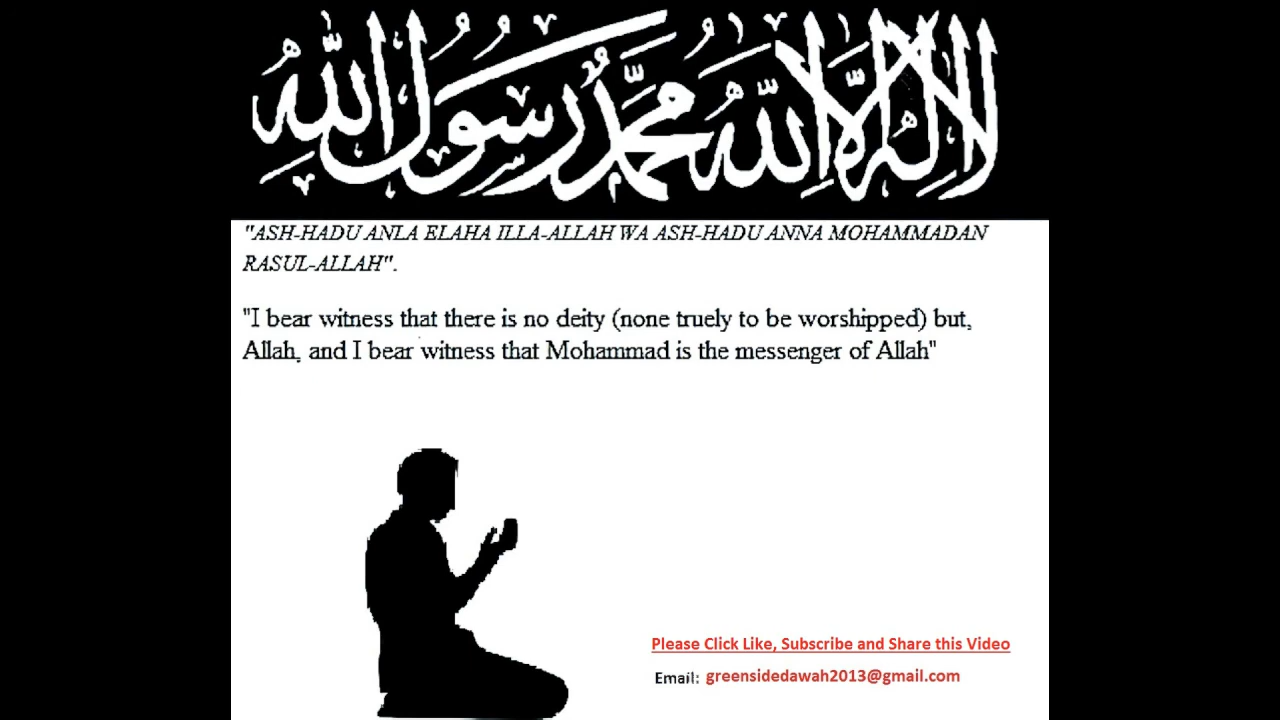 لا إله إلا الله محمد رسول الله
"ASH-HADU ANLA ELAHA ILLA-ALLAH WA ASH-HADU ANNA MOHAMMADAN
RASUL-ALLAH".
"I bear witness that there is no deity (none truely to be worshipped) but,
Allah, and I bear witness that Mohammad is the messenger of Allah"
Please Click Like, Subscribe and Share this Video
Email: greensidedawah2013@gmail.com